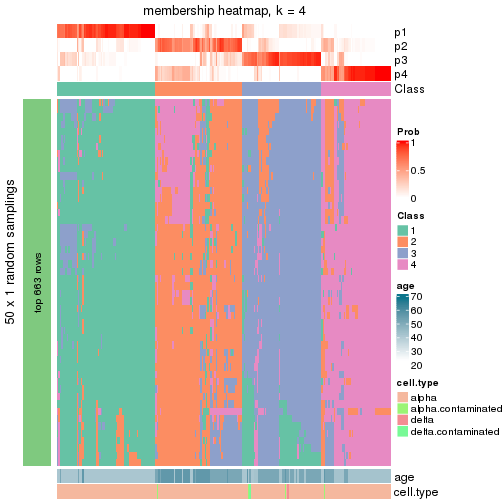 membership heatmap, k = 4
p1
p2
p3
p4
Class
50 x 1 random samplings
top 663 rows
Prob
1
0.5
0
Class
1
2
3
4
age
70
60
50
40
30
20
cell.type
alpha
alpha.contaminated
delta
delta.contaminated
age
cell.type